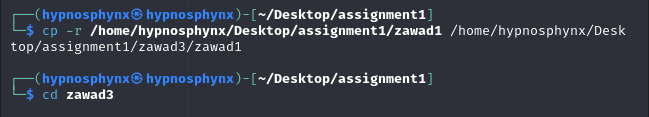 ┌──(hypnosphynx㉿hypnosphynx)-[~/Desktop/assignment1]
└─$ cp -r /home/hypnosphynx/Desktop/assignment1/zawad1 /home/hypnosphynx/Desk
top/assignment1/zawad3/zawad1
┌──(hypnosphynx㉿hypnosphynx)-[~/Desktop/assignment1]
└─$ cd zawad3